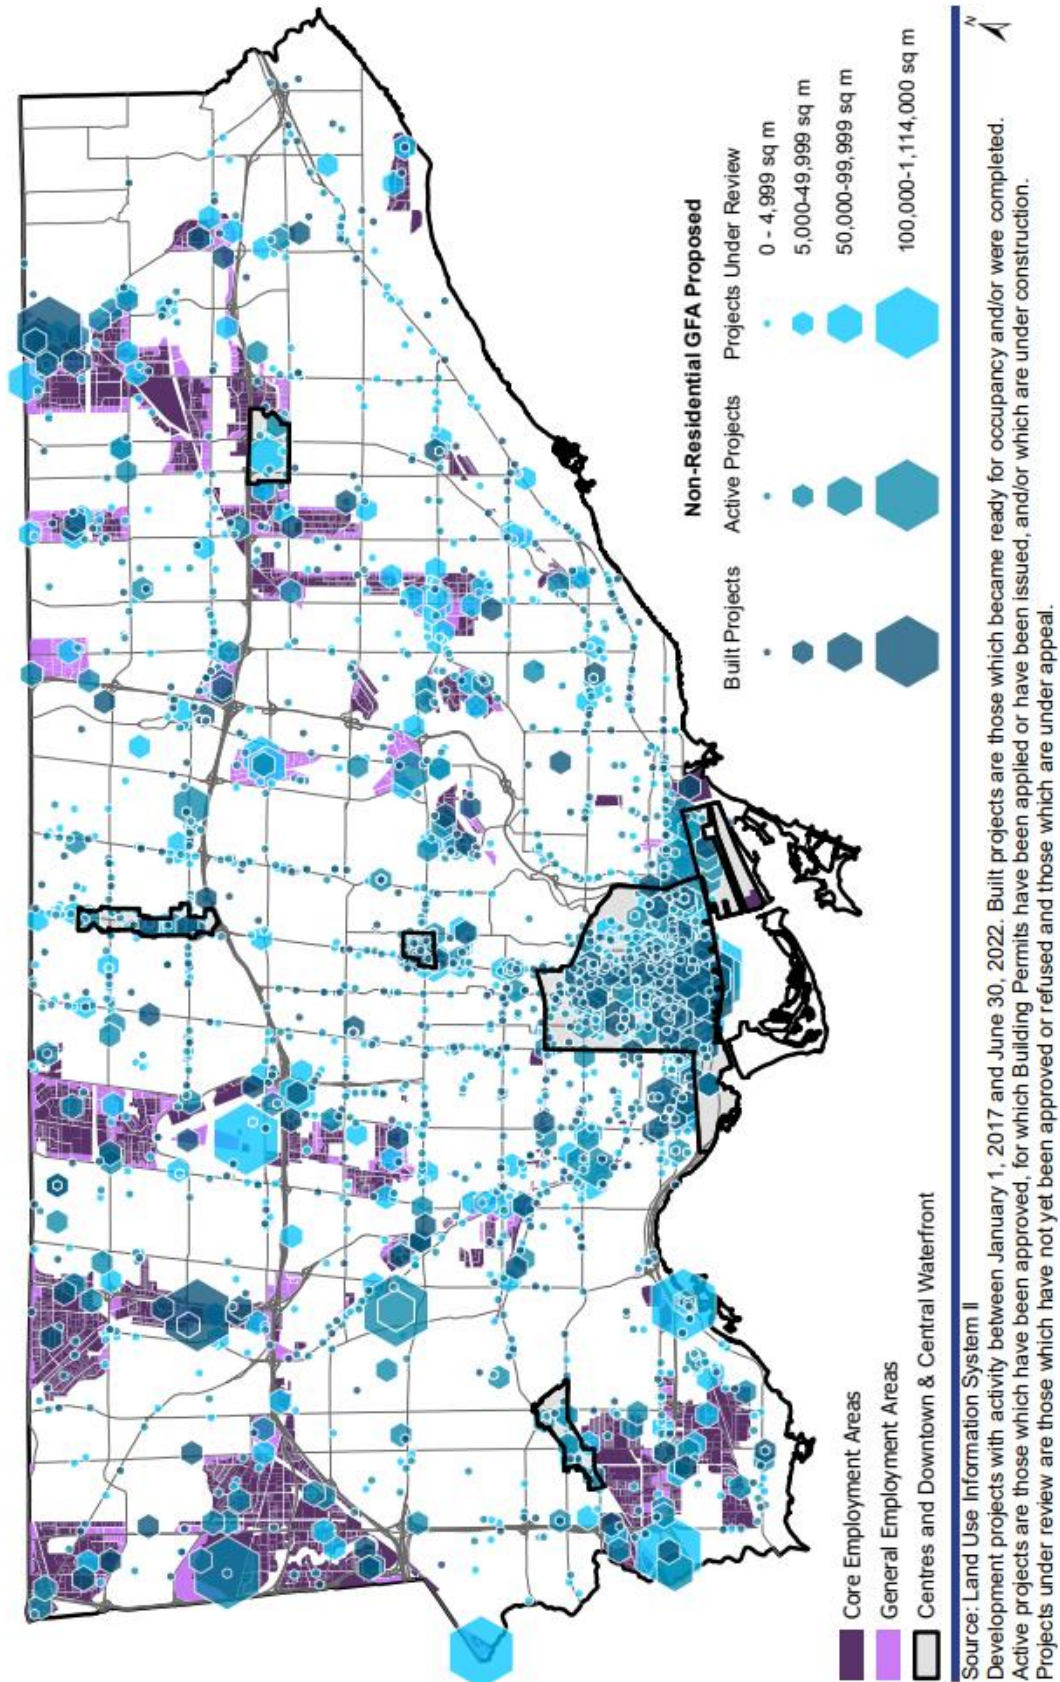 N
Non-Residential GFA Proposed
Built Projects
Active Projects
Projects Under Review
0 - 4,999 sq m
5,000-49,999 sq m
50,000-99,999 sq m
100,000-1,114,000 sq m
Core Employment Areas
General Employment Areas
Centres and Downtown & Central Waterfront
Source: Land Use Information System II
Development projects with activity between January 1, 2017 and June 30, 2022. Built projects are those which became ready for occupancy and/or were completed.
Active projects are those which have been approved, for which Building Permits have been applied or have been issued, and/or which are under construction.
Projects under review are those which have not yet been approved or refused and those which are under appeal.